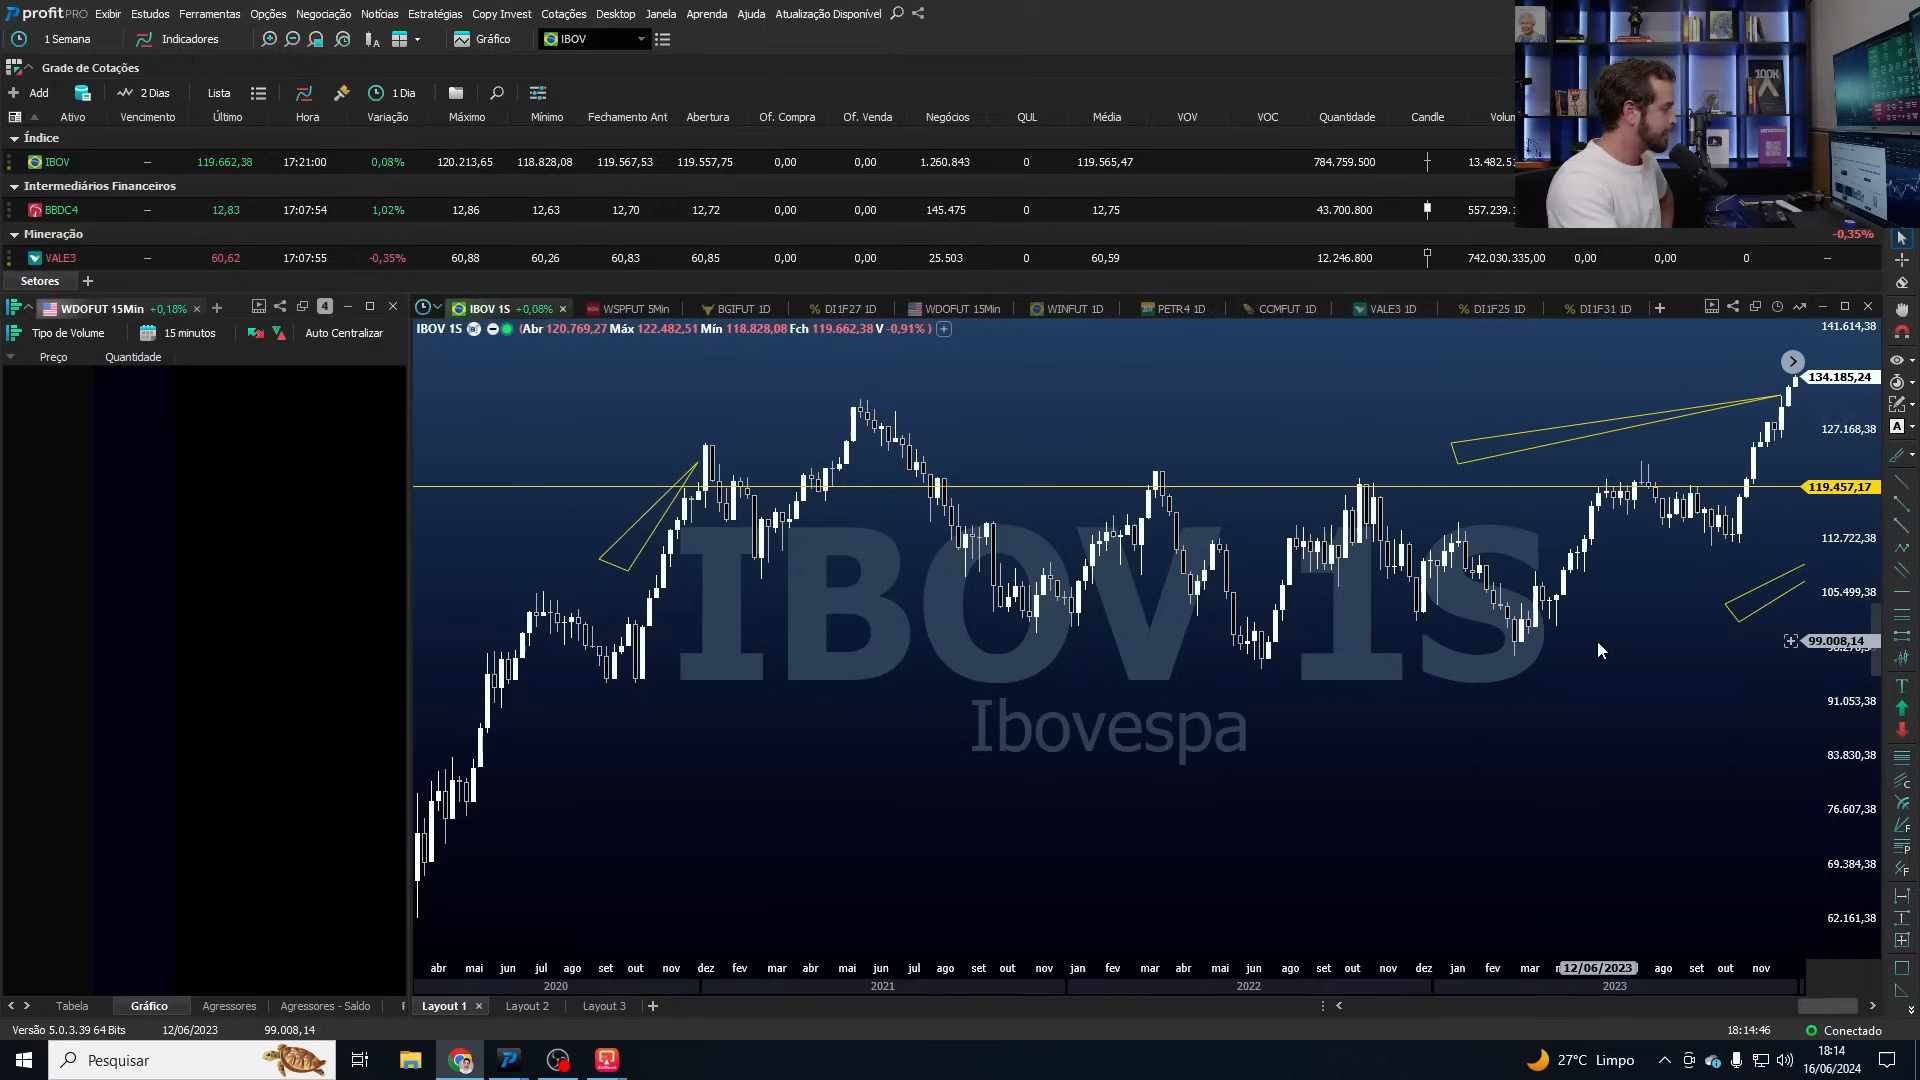 profitPRO Exibir Estudos Ferramentas Opções Negociação Notícias Estratégias Copy Invest Cotações Desktop Janela Aprenda Ajuda Atualização Disponível
1 Semana Indicadores Gráfico IBOV
Grade de Cotações
Add 2 Dias Lista 1 Dia
Ativo Vencimento Último Hora Variação Máximo Mínimo Fechamento Ant Abertura Of. Compra Of. Venda Negócios QUL Média VOV VOC Quantidade Candle Volum
Índice
IBOV – 119.662,38 17:21:00 0,08% 120.213,65 118.828,08 119.567,53 119.557,75 0,00 0,00 1.260.843 0 119.565,47 784.759.500 13.482.51
Intermediários Financeiros
BBDC4 – 12,83 17:07:54 1,02% 12,86 12,63 12,70 12,72 0,00 0,00 145.475 0 12,75 43.700.800 557.239.1
Mineração
-0,35%
VALE3 – 60,62 17:07:55 -0,35% 60,88 60,26 60,83 60,85 0,00 0,00 25.503 0 60,59 12.246.800 742.030.335,00 0,00 0,00 0 –
Setores
WDOFUT 15Min +0,18% 4
IBOV 1S +0,08% WSPFUT 5Min BGIFUT 1D DI1F27 1D WDOFUT 15Min WINFUT 1D PETR4 1D CCMFUT 1D VALE3 1D DI1F25 1D DI1F31 1D
Tipo de Volume 15 minutos Auto Centralizar
IBOV 1S (Abr 120.769,27 Máx 122.482,51 Mín 118.828,08 Fch 119.662,38 V -0,91% )
Preço Quantidade
141.614,38
134.185,24
127.168,38
119.457,17
112.722,38
105.499,38
99.008,14
91.053,38
83.830,38
76.607,38
69.384,38
62.161,38
IBOV 1S
Ibovespa
100K
abr mai jun jul ago set out nov dez fev mar abr mai jun jul ago set out nov jan fev mar abr mai jun jul ago set out nov dez jan fev mar 12/06/2023 ago set out nov
2020 2021 2022 2023
Tabela Gráfico Agressores Agressores - Saldo
Layout 1 Layout 2 Layout 3
Versão 5.0.3.39 64 Bits 12/06/2023 99.008,14 18:14:46 Conectado
Pesquisar 27°C Limpo 18:14
16/06/2024